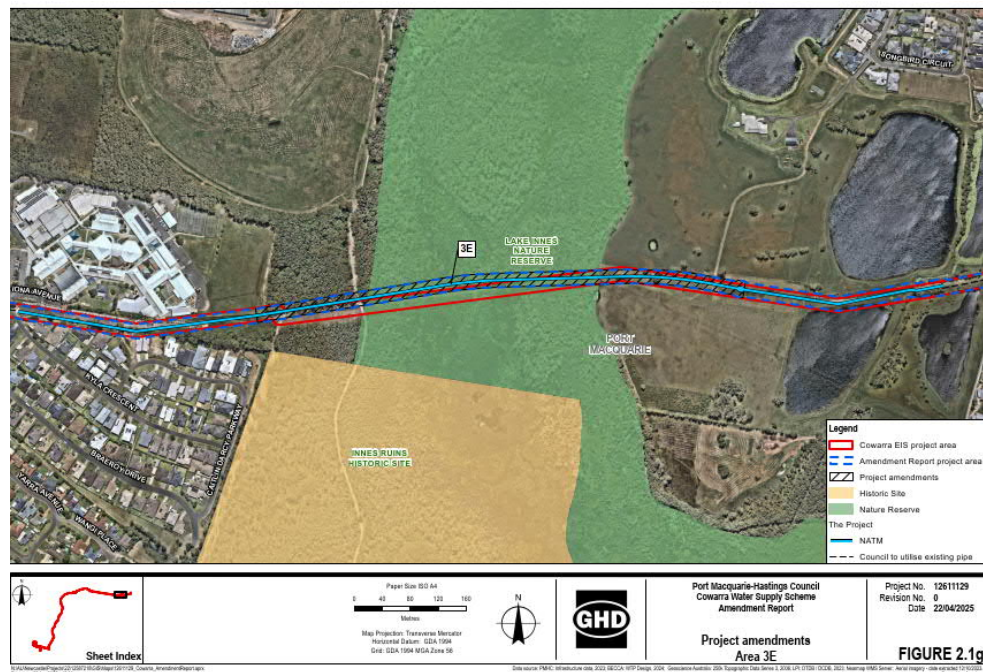 SONGBIRD CIRCUIT
3E
LAKE INNES
NATURE
RESERVE
IONA AVENUE
PORT
MACQUARIE
KYLA CRESCENT
BRAEROY DRIVE
CAITLIN DARCY PARKWAY
INNES RUINS
HISTORIC SITE
YARRA AVENUE
WANGI PLACE
Legend
Cowarra EIS project area
Amendment Report project area
Project amendments
Historic Site
Nature Reserve
The Project
NATM
Council to utilise existing pipe
N
Sheet Index
Paper Size ISO A4
0 40 80 120 160
Metres
Map Projection: Transverse Mercator
Horizontal Datum: GDA 1994
Grid: GDA 1994 MGA Zone 56
N
GHD
Port Macquarie-Hastings Council
Cowarra Water Supply Scheme
Amendment Report
Project amendments
Area 3E
Project No. 12611129
Revision No. 0
Date 22/04/2025
FIGURE 2.1g